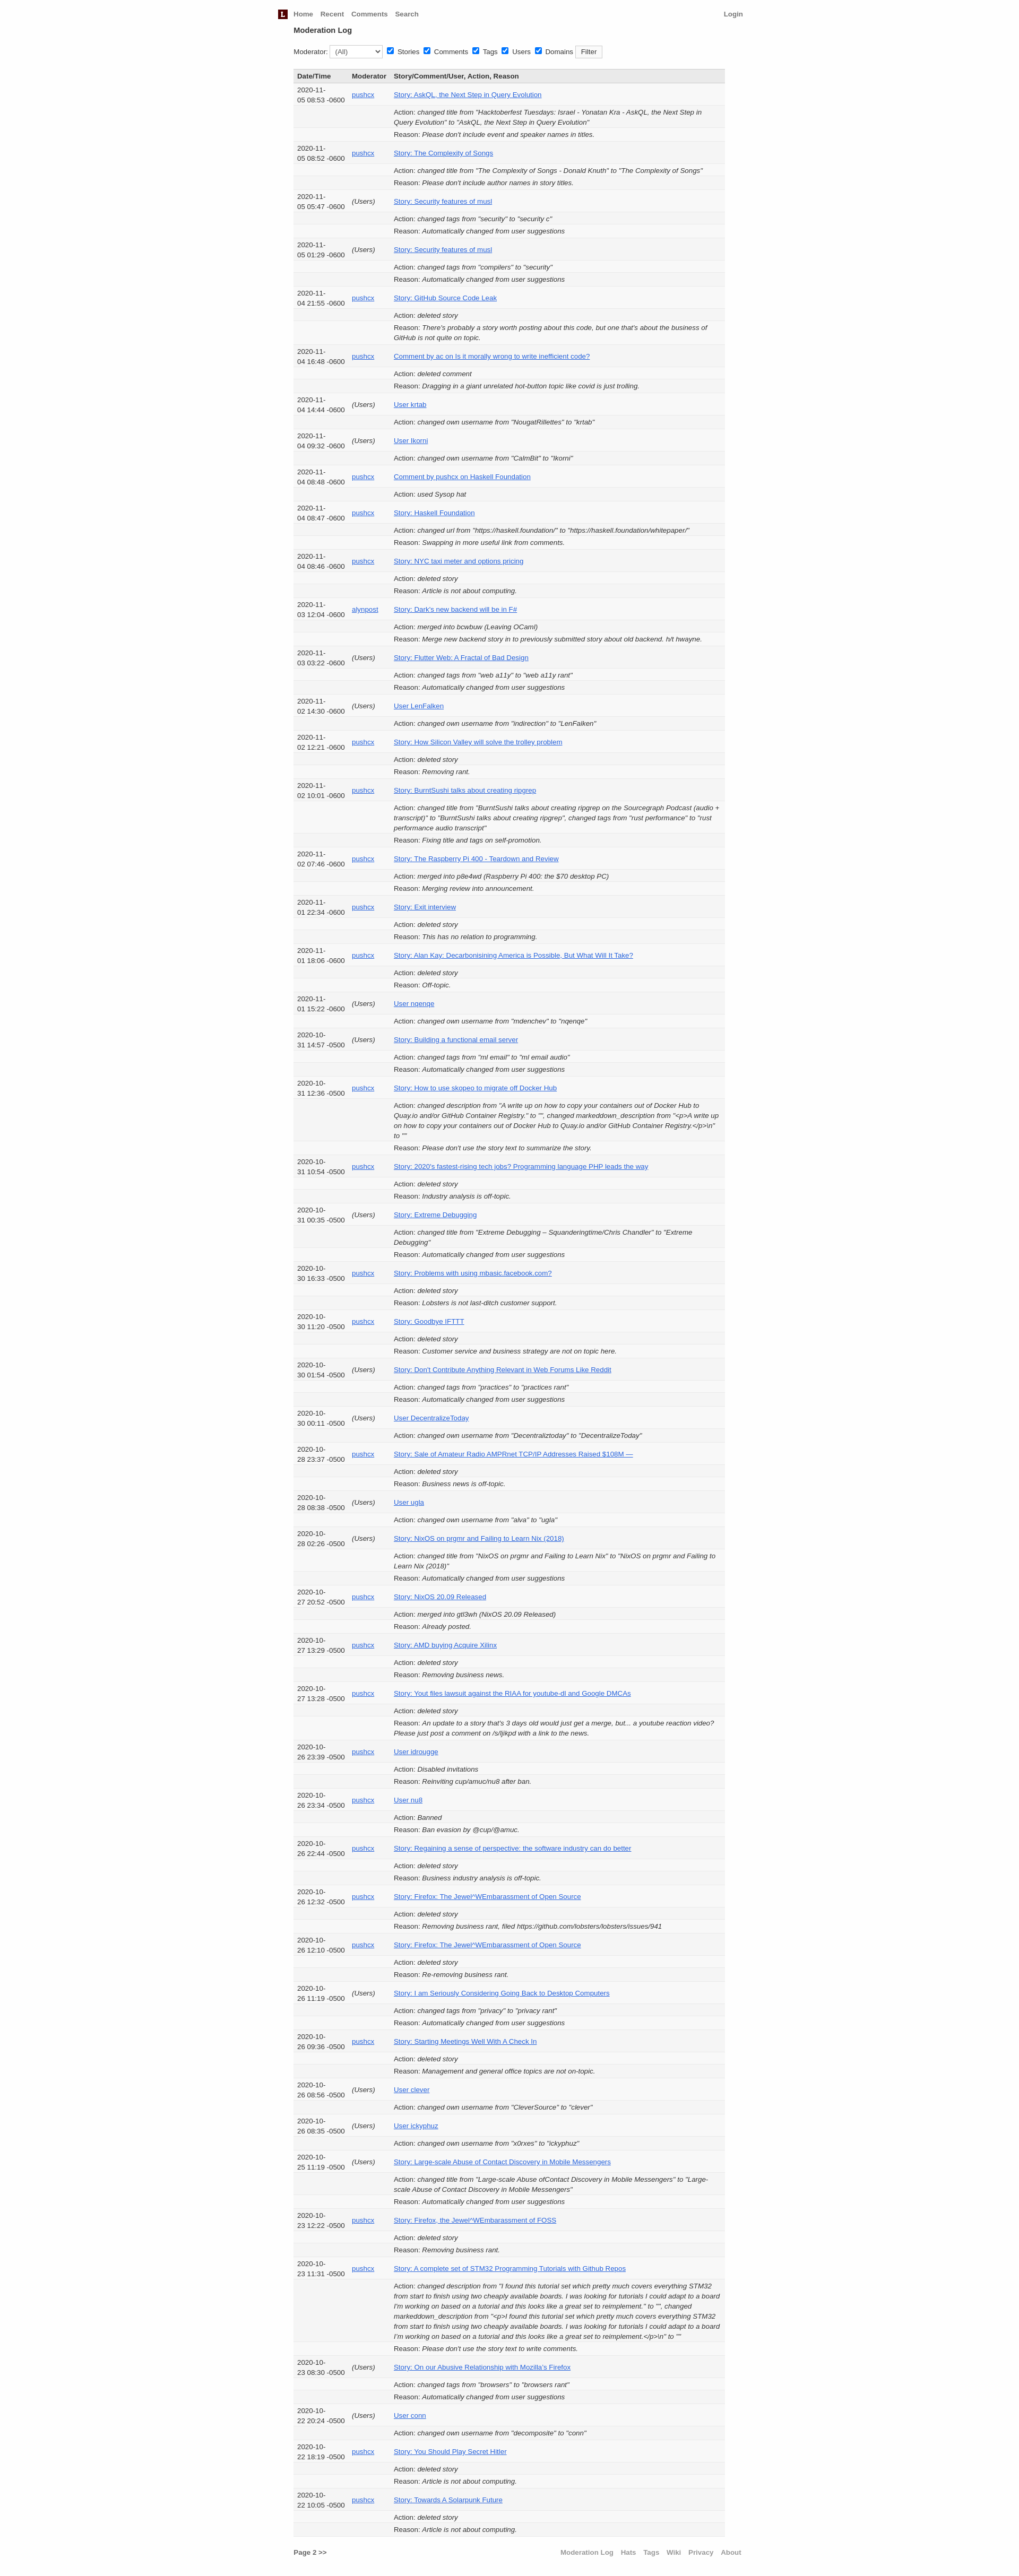 L Home Recent Comments Search Login
Moderation Log
Moderator: (All) Stories Comments Tags Users Domains Filter
Date/Time Moderator Story/Comment/User, Action, Reason
2020-11-
05 08:53 -0600 pushcx Story: AskQL, the Next Step in Query Evolution
Action: changed title from "Hacktoberfest Tuesdays: Israel - Yonatan Kra - AskQL, the Next Step in
Query Evolution" to "AskQL, the Next Step in Query Evolution"
Reason: Please don't include event and speaker names in titles.
2020-11-
05 08:52 -0600 pushcx Story: The Complexity of Songs
Action: changed title from "The Complexity of Songs - Donald Knuth" to "The Complexity of Songs"
Reason: Please don't include author names in story titles.
2020-11-
05 05:47 -0600 (Users) Story: Security features of musl
Action: changed tags from "security" to "security c"
Reason: Automatically changed from user suggestions
2020-11-
05 01:29 -0600 (Users) Story: Security features of musl
Action: changed tags from "compilers" to "security"
Reason: Automatically changed from user suggestions
2020-11-
04 21:55 -0600 pushcx Story: GitHub Source Code Leak
Action: deleted story
Reason: There's probably a story worth posting about this code, but one that's about the business of
GitHub is not quite on topic.
2020-11-
04 16:48 -0600 pushcx Comment by ac on Is it morally wrong to write inefficient code?
Action: deleted comment
Reason: Dragging in a giant unrelated hot-button topic like covid is just trolling.
2020-11-
04 14:44 -0600 (Users) User krtab
Action: changed own username from "NougatRillettes" to "krtab"
2020-11-
04 09:32 -0600 (Users) User Ikorni
Action: changed own username from "CalmBit" to "Ikorni"
2020-11-
04 08:48 -0600 pushcx Comment by pushcx on Haskell Foundation
Action: used Sysop hat
2020-11-
04 08:47 -0600 pushcx Story: Haskell Foundation
Action: changed url from "https://haskell.foundation/" to "https://haskell.foundation/whitepaper/"
Reason: Swapping in more useful link from comments.
2020-11-
04 08:46 -0600 pushcx Story: NYC taxi meter and options pricing
Action: deleted story
Reason: Article is not about computing.
2020-11-
03 12:04 -0600 alynpost Story: Dark's new backend will be in F#
Action: merged into bcwbuw (Leaving OCaml)
Reason: Merge new backend story in to previously submitted story about old backend. h/t hwayne.
2020-11-
03 03:22 -0600 (Users) Story: Flutter Web: A Fractal of Bad Design
Action: changed tags from "web a11y" to "web a11y rant"
Reason: Automatically changed from user suggestions
2020-11-
02 14:30 -0600 (Users) User LenFalken
Action: changed own username from "indirection" to "LenFalken"
2020-11-
02 12:21 -0600 pushcx Story: How Silicon Valley will solve the trolley problem
Action: deleted story
Reason: Removing rant.
2020-11-
02 10:01 -0600 pushcx Story: BurntSushi talks about creating ripgrep
Action: changed title from "BurntSushi talks about creating ripgrep on the Sourcegraph Podcast (audio +
transcript)" to "BurntSushi talks about creating ripgrep", changed tags from "rust performance" to "rust
performance audio transcript"
Reason: Fixing title and tags on self-promotion.
2020-11-
02 07:46 -0600 pushcx Story: The Raspberry Pi 400 - Teardown and Review
Action: merged into p8e4wd (Raspberry Pi 400: the $70 desktop PC)
Reason: Merging review into announcement.
2020-11-
01 22:34 -0600 pushcx Story: Exit interview
Action: deleted story
Reason: This has no relation to programming.
2020-11-
01 18:06 -0600 pushcx Story: Alan Kay: Decarbonisining America is Possible, But What Will It Take?
Action: deleted story
Reason: Off-topic.
2020-11-
01 15:22 -0600 (Users) User nqenqe
Action: changed own username from "mdenchev" to "nqenqe"
2020-10-
31 14:57 -0500 (Users) Story: Building a functional email server
Action: changed tags from "ml email" to "ml email audio"
Reason: Automatically changed from user suggestions
2020-10-
31 12:36 -0500 pushcx Story: How to use skopeo to migrate off Docker Hub
Action: changed description from "A write up on how to copy your containers out of Docker Hub to
Quay.io and/or GitHub Container Registry." to "", changed markeddown_description from "<p>A write up
on how to copy your containers out of Docker Hub to Quay.io and/or GitHub Container Registry.</p>\n"
to ""
Reason: Please don't use the story text to summarize the story.
2020-10-
31 10:54 -0500 pushcx Story: 2020's fastest-rising tech jobs? Programming language PHP leads the way
Action: deleted story
Reason: Industry analysis is off-topic.
2020-10-
31 00:35 -0500 (Users) Story: Extreme Debugging
Action: changed title from "Extreme Debugging – Squanderingtime/Chris Chandler" to "Extreme
Debugging"
Reason: Automatically changed from user suggestions
2020-10-
30 16:33 -0500 pushcx Story: Problems with using mbasic.facebook.com?
Action: deleted story
Reason: Lobsters is not last-ditch customer support.
2020-10-
30 11:20 -0500 pushcx Story: Goodbye IFTTT
Action: deleted story
Reason: Customer service and business strategy are not on topic here.
2020-10-
30 01:54 -0500 (Users) Story: Don't Contribute Anything Relevant in Web Forums Like Reddit
Action: changed tags from "practices" to "practices rant"
Reason: Automatically changed from user suggestions
2020-10-
30 00:11 -0500 (Users) User DecentralizeToday
Action: changed own username from "Decentraliztoday" to "DecentralizeToday"
2020-10-
28 23:37 -0500 pushcx Story: Sale of Amateur Radio AMPRnet TCP/IP Addresses Raised $108M —
Action: deleted story
Reason: Business news is off-topic.
2020-10-
28 08:38 -0500 (Users) User ugla
Action: changed own username from "alva" to "ugla"
2020-10-
28 02:26 -0500 (Users) Story: NixOS on prgmr and Failing to Learn Nix (2018)
Action: changed title from "NixOS on prgmr and Failing to Learn Nix" to "NixOS on prgmr and Failing to
Learn Nix (2018)"
Reason: Automatically changed from user suggestions
2020-10-
27 20:52 -0500 pushcx Story: NixOS 20.09 Released
Action: merged into gtl3wh (NixOS 20.09 Released)
Reason: Already posted.
2020-10-
27 13:29 -0500 pushcx Story: AMD buying Acquire Xilinx
Action: deleted story
Reason: Removing business news.
2020-10-
27 13:28 -0500 pushcx Story: Yout files lawsuit against the RIAA for youtube-dl and Google DMCAs
Action: deleted story
Reason: An update to a story that's 3 days old would just get a merge, but... a youtube reaction video?
Please just post a comment on /s/ljikpd with a link to the news.
2020-10-
26 23:39 -0500 pushcx User idrougge
Action: Disabled invitations
Reason: Reinviting cup/amuc/nu8 after ban.
2020-10-
26 23:34 -0500 pushcx User nu8
Action: Banned
Reason: Ban evasion by @cup/@amuc.
2020-10-
26 22:44 -0500 pushcx Story: Regaining a sense of perspective: the software industry can do better
Action: deleted story
Reason: Business industry analysis is off-topic.
2020-10-
26 12:32 -0500 pushcx Story: Firefox: The Jewel^WEmbarassment of Open Source
Action: deleted story
Reason: Removing business rant, filed https://github.com/lobsters/lobsters/issues/941
2020-10-
26 12:10 -0500 pushcx Story: Firefox: The Jewel^WEmbarassment of Open Source
Action: deleted story
Reason: Re-removing business rant.
2020-10-
26 11:19 -0500 (Users) Story: I am Seriously Considering Going Back to Desktop Computers
Action: changed tags from "privacy" to "privacy rant"
Reason: Automatically changed from user suggestions
2020-10-
26 09:36 -0500 pushcx Story: Starting Meetings Well With A Check In
Action: deleted story
Reason: Management and general office topics are not on-topic.
2020-10-
26 08:56 -0500 (Users) User clever
Action: changed own username from "CleverSource" to "clever"
2020-10-
26 08:35 -0500 (Users) User ickyphuz
Action: changed own username from "x0rxes" to "ickyphuz"
2020-10-
25 11:19 -0500 (Users) Story: Large-scale Abuse of Contact Discovery in Mobile Messengers
Action: changed title from "Large-scale Abuse ofContact Discovery in Mobile Messengers" to "Large-
scale Abuse of Contact Discovery in Mobile Messengers"
Reason: Automatically changed from user suggestions
2020-10-
23 12:22 -0500 pushcx Story: Firefox, the Jewel^WEmbarassment of FOSS
Action: deleted story
Reason: Removing business rant.
2020-10-
23 11:31 -0500 pushcx Story: A complete set of STM32 Programming Tutorials with Github Repos
Action: changed description from "I found this tutorial set which pretty much covers everything STM32
from start to finish using two cheaply available boards. I was looking for tutorials I could adapt to a board
I'm working on based on a tutorial and this looks like a great set to reimplement." to "", changed
markeddown_description from "<p>I found this tutorial set which pretty much covers everything STM32
from start to finish using two cheaply available boards. I was looking for tutorials I could adapt to a board
I'm working on based on a tutorial and this looks like a great set to reimplement.</p>\n" to ""
Reason: Please don't use the story text to write comments.
2020-10-
23 08:30 -0500 (Users) Story: On our Abusive Relationship with Mozilla's Firefox
Action: changed tags from "browsers" to "browsers rant"
Reason: Automatically changed from user suggestions
2020-10-
22 20:24 -0500 (Users) User conn
Action: changed own username from "decomposite" to "conn"
2020-10-
22 18:19 -0500 pushcx Story: You Should Play Secret Hitler
Action: deleted story
Reason: Article is not about computing.
2020-10-
22 10:05 -0500 pushcx Story: Towards A Solarpunk Future
Action: deleted story
Reason: Article is not about computing.
Page 2 >> Moderation Log Hats Tags Wiki Privacy About